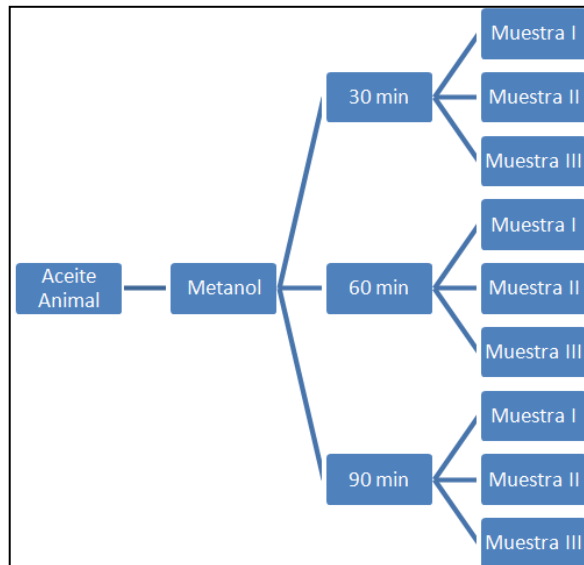 Aceite
Animal
Metanol
30 min
Muestra I
Muestra II
Muestra III
60 min
Muestra I
Muestra II
Muestra III
90 min
Muestra I
Muestra II
Muestra III